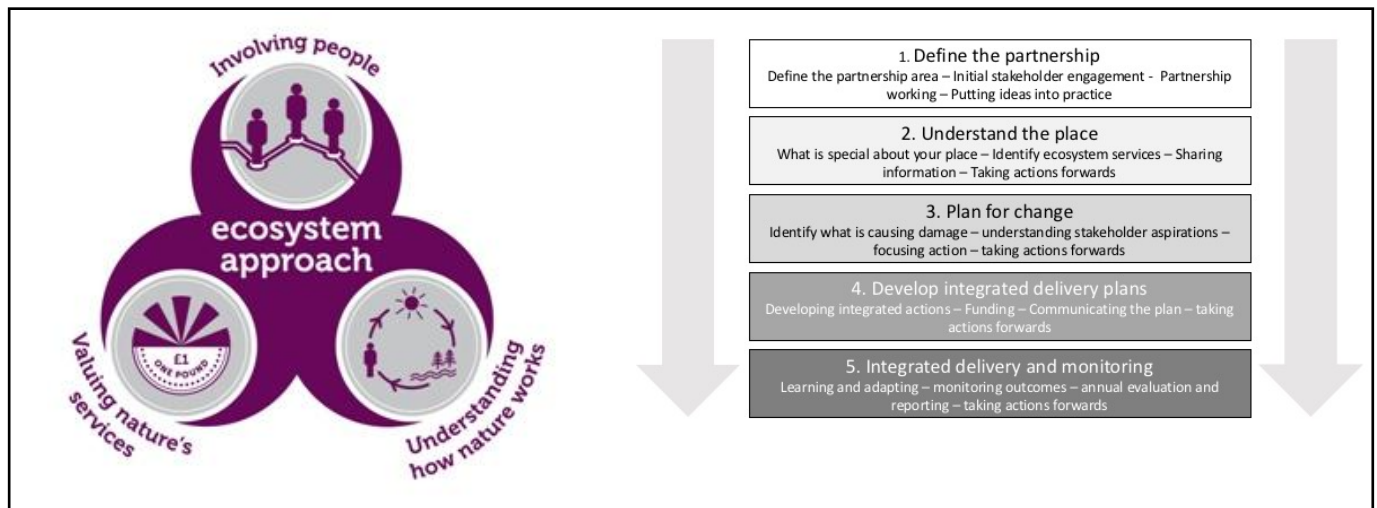 Involving people
ecosystem
approach
£1
ONE POUND
Valuing nature's
services
Understanding
how nature works
1. Define the partnership
Define the partnership area – Initial stakeholder engagement - Partnership
working – Putting ideas into practice
2. Understand the place
What is special about your place – Identify ecosystem services – Sharing
information – Taking actions forwards
3. Plan for change
Identify what is causing damage – understanding stakeholder aspirations –
focusing action – taking actions forwards
4. Develop integrated delivery plans
Developing integrated actions – Funding – Communicating the plan – taking
actions forwards
5. Integrated delivery and monitoring
Learning and adapting – monitoring outcomes – annual evaluation and
reporting – taking actions forwards